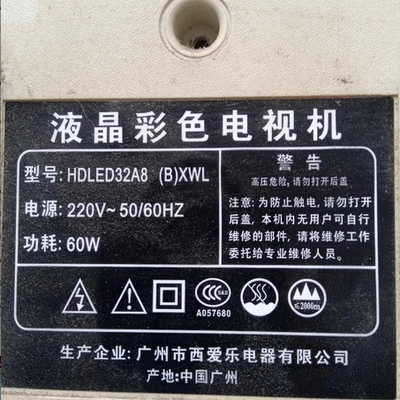 液晶彩色电视机
型号: HDLED32A8 (B)XWL
电源: 220V~ 50/60HZ
功耗: 60W
警告
高压危险, 请勿打开后盖
注意: 为防止触电, 请勿打开
后盖, 本机内无用户可自行
维修的部件, 请将维修工作
委托给专业维修人员。
A057680
≤2000m
生产企业: 广州市西爱乐电器有限公司
产地: 中国广州